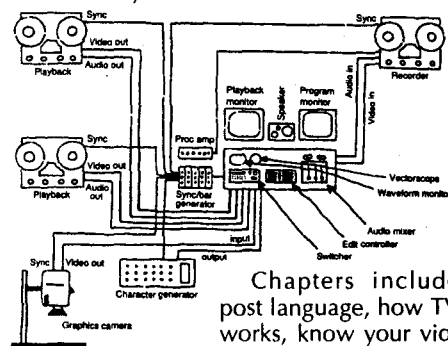 Sync
Sync
Video out
Audio out
Playback
Recorder
Playback monitor
Speaker
Program monitor
Audio in
Video in
Sync
Proc amp
Video out
Audio out
Playback
Sync/bar generator
Vectorscope
Waveform monitor
Audio mixer
Edit controller
Switcher
input
output
Sync
Video out
Character generator
Graphics camera
Chapters include
post language, how TV
works, know your